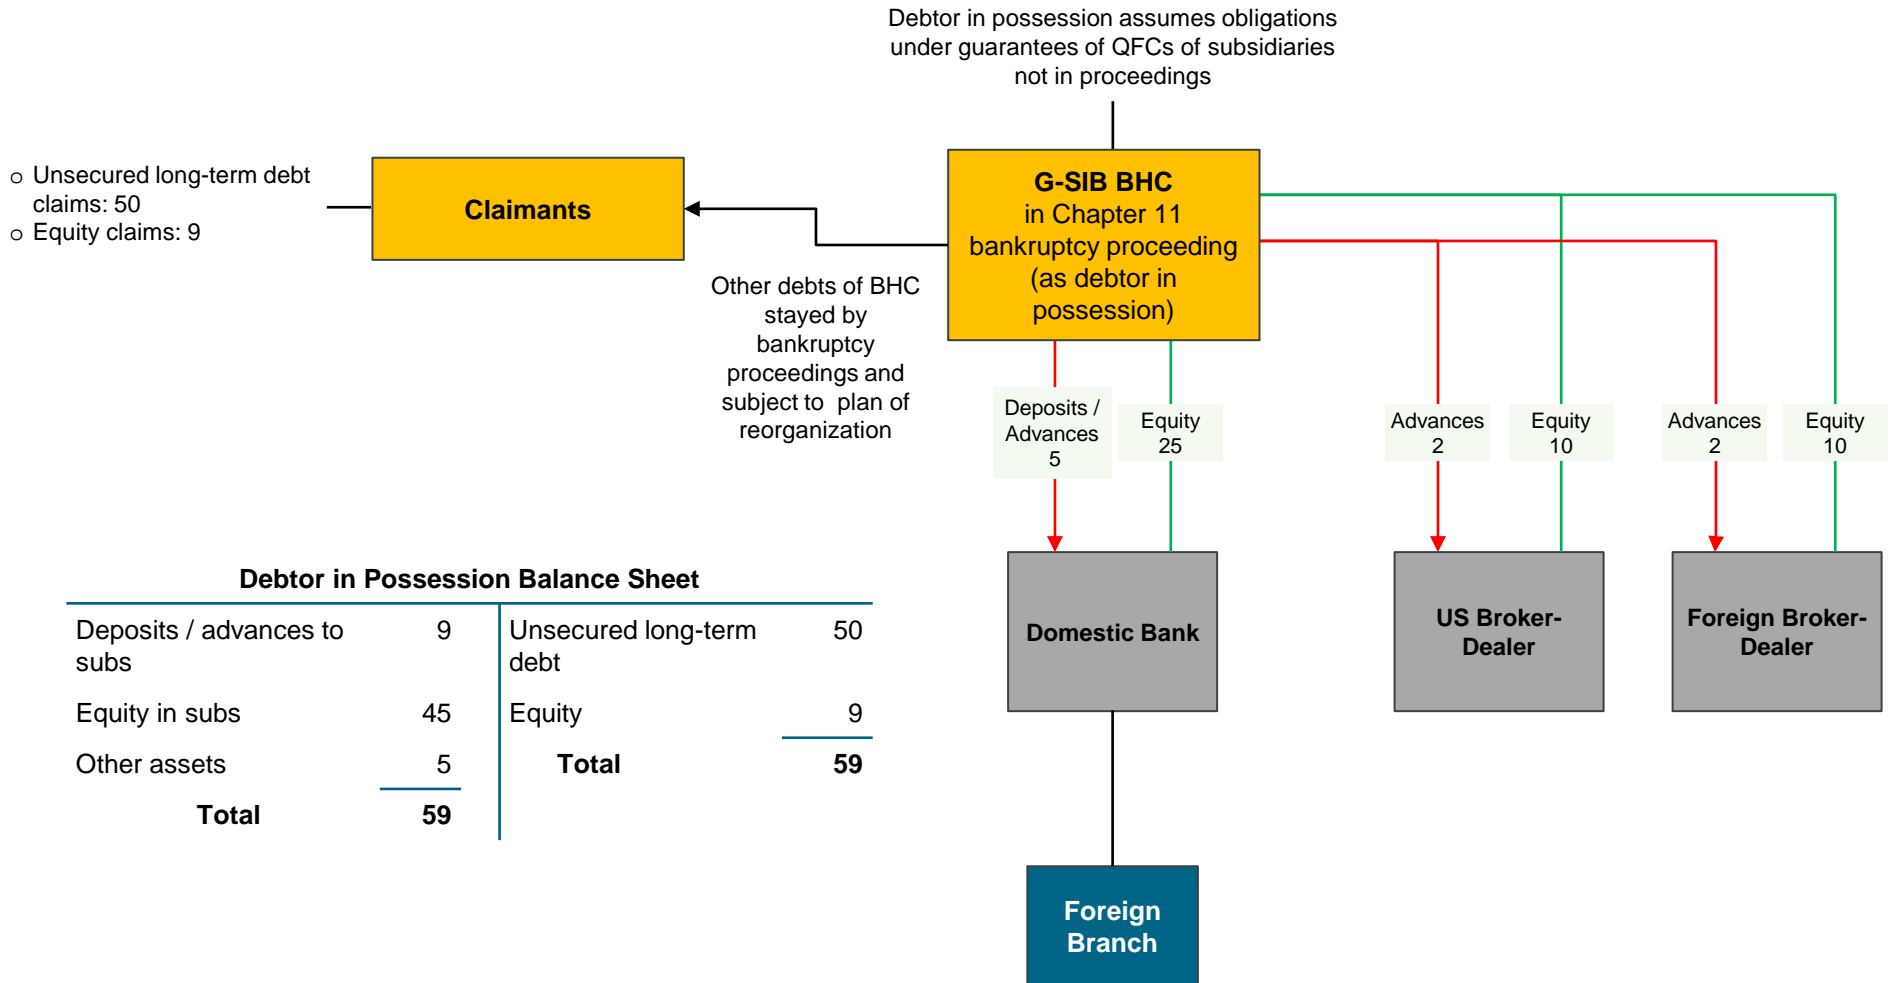 Debtor in possession assumes obligations
under guarantees of QFCs of subsidiaries
not in proceedings
o Unsecured long-term debt
claims: 50
o Equity claims: 9
Claimants
G-SIB BHC
in Chapter 11
bankruptcy proceeding
(as debtor in
possession)
Other debts of BHC
stayed by
bankruptcy
proceedings and
subject to plan of
reorganization
Deposits /
Advances
5
Equity
25
Advances
2
Equity
10
Advances
2
Equity
10
Domestic Bank
US Broker-
Dealer
Foreign Broker-
Dealer
Foreign
Branch
Debtor in Possession Balance Sheet
Deposits / advances to subs 9 Unsecured long-term debt 50
Equity in subs 45 Equity 9
Other assets 5 Total 59
Total 59